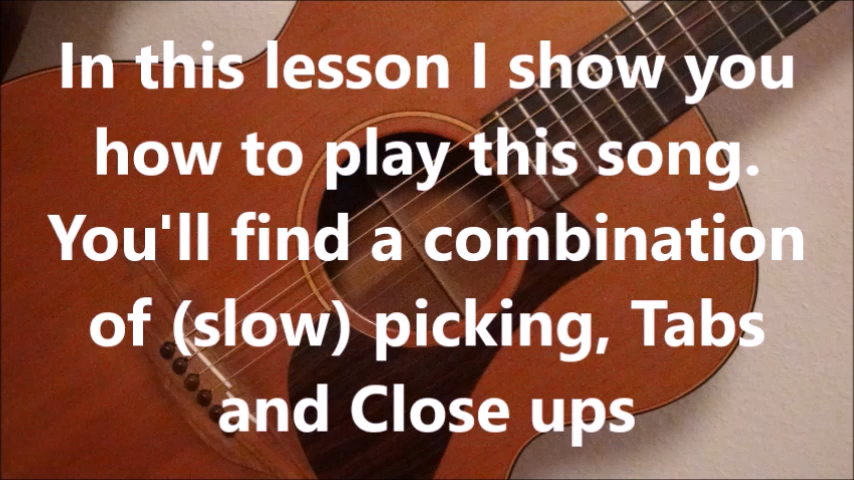 In this lesson I show you
how to play this song.
You'll find a combination
of (slow) picking, Tabs
and Close ups